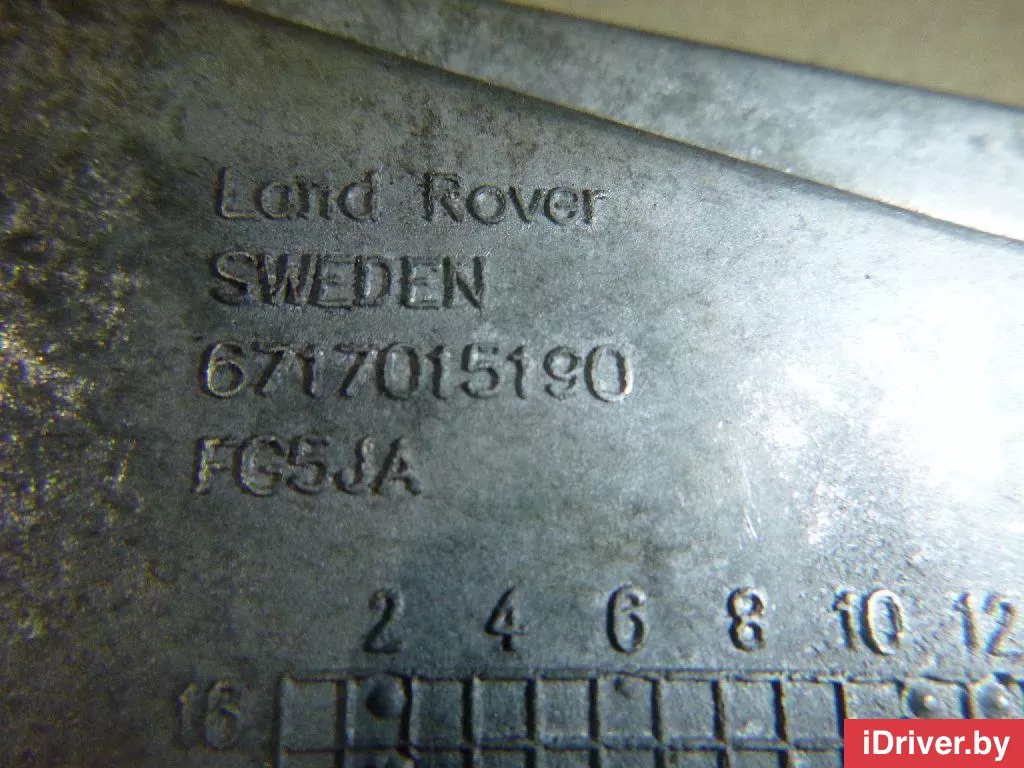 Land Rover
SWEDEN
6717015190
FG5JA
2 4 6 8 10 12
16
iDriver.by